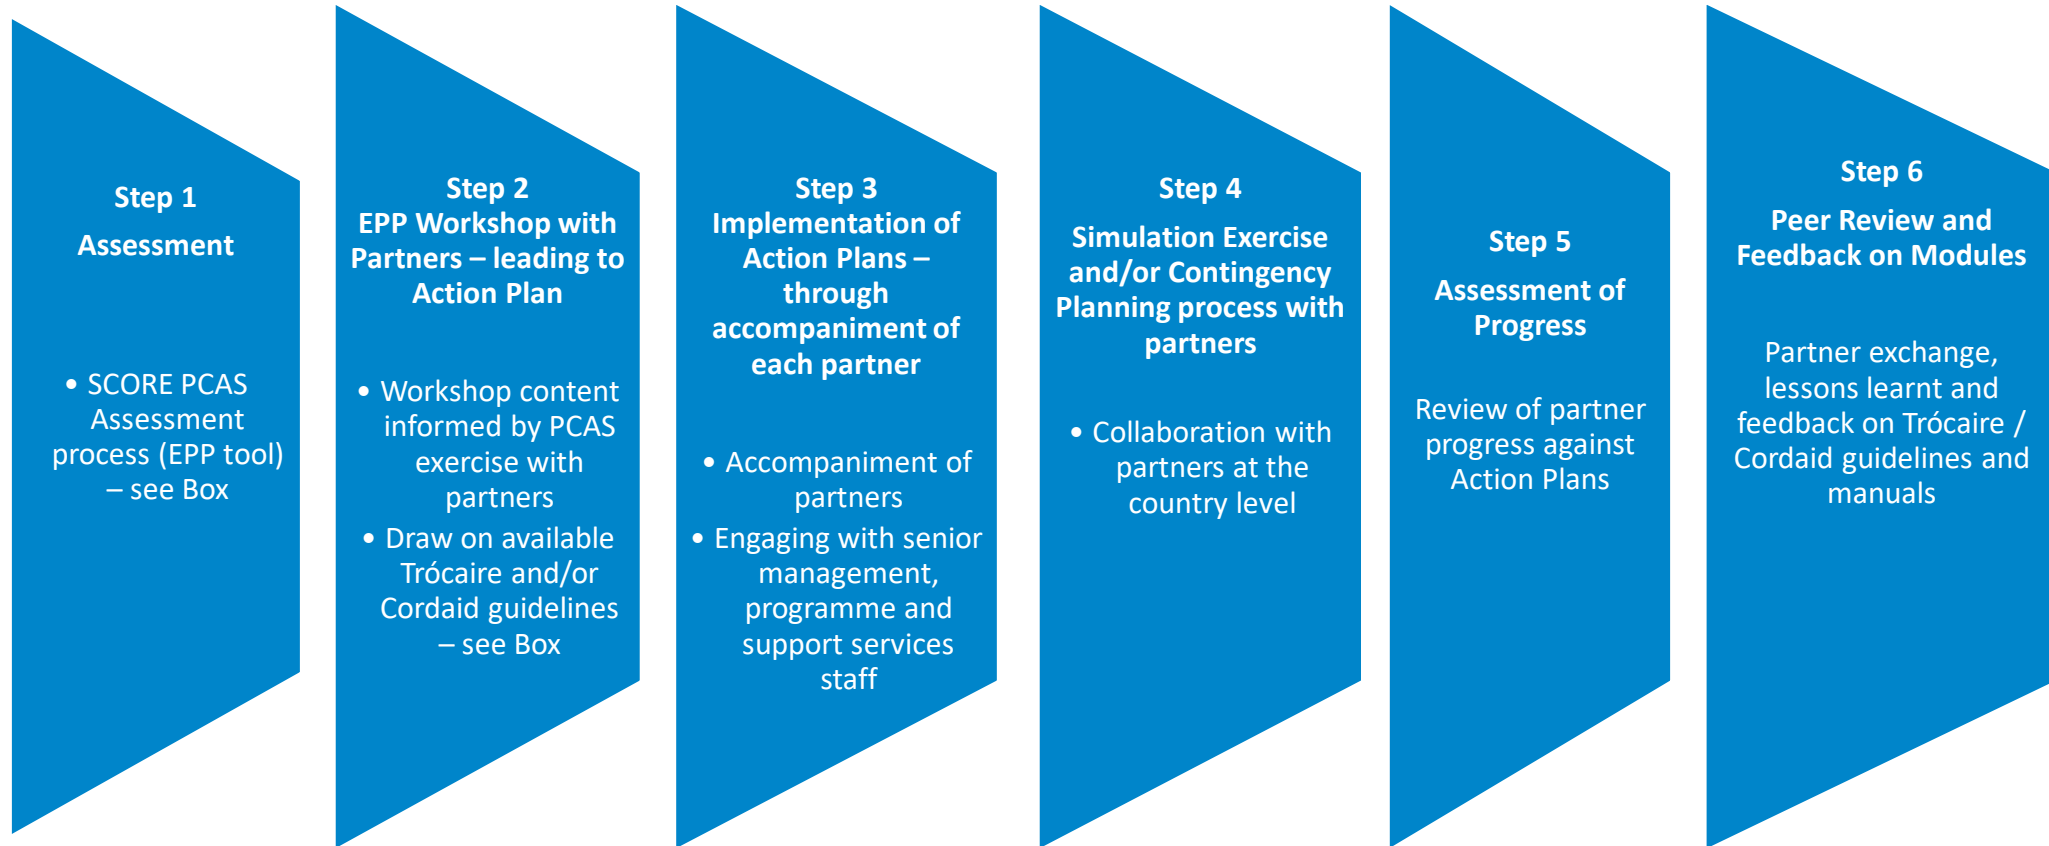 Step 1
Assessment
• SCORE PCAS
Assessment
process (EPP tool)
– see Box
Step 2
EPP Workshop with
Partners – leading to
Action Plan
• Workshop content
informed by PCAS
exercise with
partners
• Draw on available
Trócaire and/or
Cordaid guidelines
– see Box
Step 3
Implementation of
Action Plans –
through
accompaniment of
each partner
• Accompaniment of
partners
• Engaging with senior
management,
programme and
support services
staff
Step 4
Simulation Exercise
and/or Contingency
Planning process with
partners
• Collaboration with
partners at the
country level
Step 5
Assessment of
Progress
Review of partner
progress against
Action Plans
Step 6
Peer Review and
Feedback on Modules
Partner exchange,
lessons learnt and
feedback on Trócaire /
Cordaid guidelines and
manuals